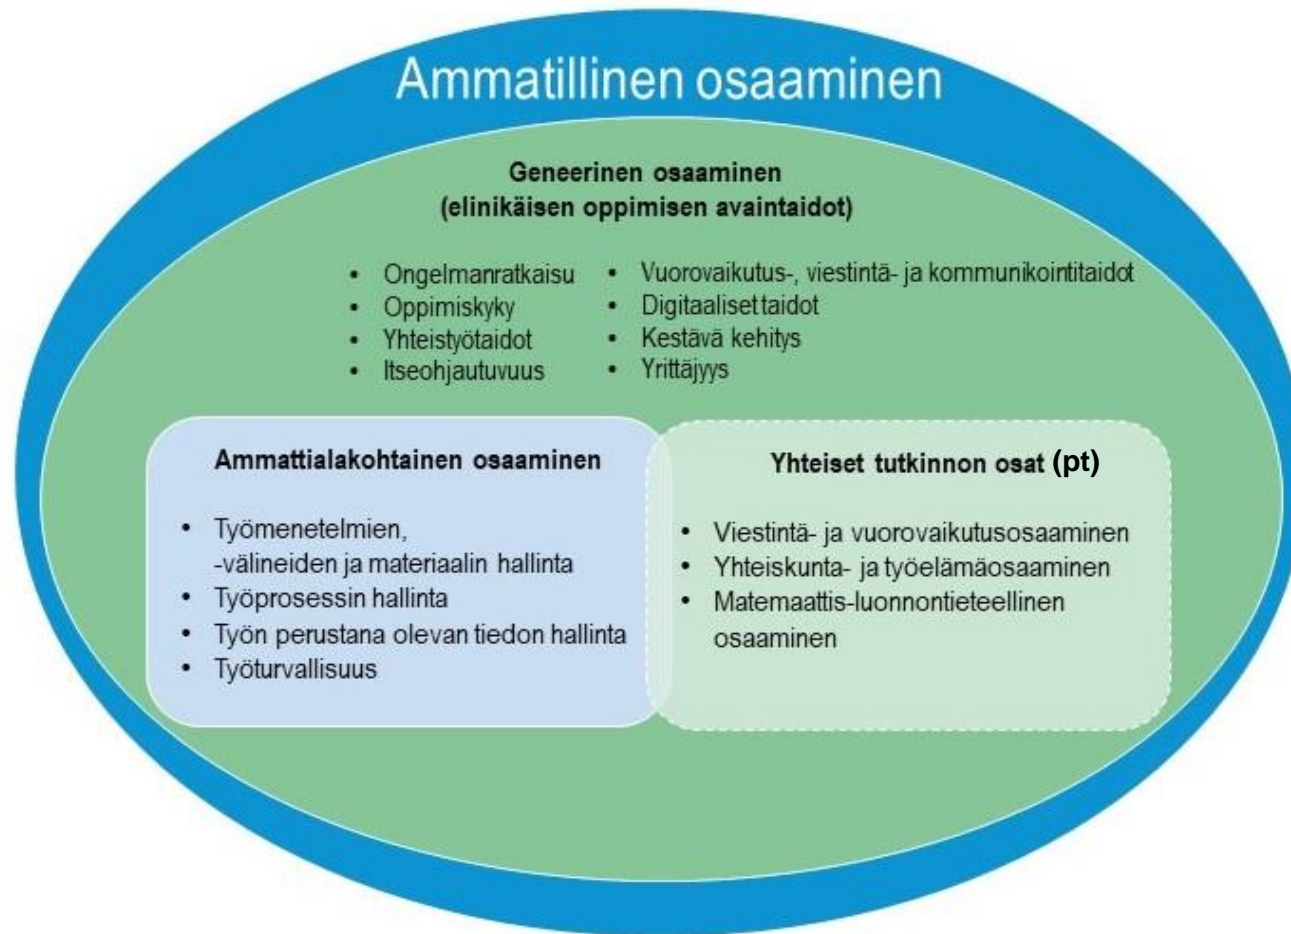 Ammatillinen osaaminen
Geneerinen osaaminen
(elinikäisen oppimisen avaintaidot)
• Ongelmanratkaisu
• Oppimiskyky
• Yhteistyötaidot
• Itseohjautuvuus
• Vuorovaikutus-, viestintä- ja kommunikointitaidot
• Digitaaliset taidot
• Kestävä kehitys
• Yrittäjyys
Ammattialakohtainen osaaminen
• Työmenetelmien,
-välineiden ja materiaalin hallinta
• Työprosessin hallinta
• Työn perustana olevan tiedon hallinta
• Työturvallisuus
Yhteiset tutkinnon osat (pt)
• Viestintä- ja vuorovaikutusosaaminen
• Yhteiskunta- ja työelämäosaaminen
• Matemaattis-luonnontieteellinen
osaaminen